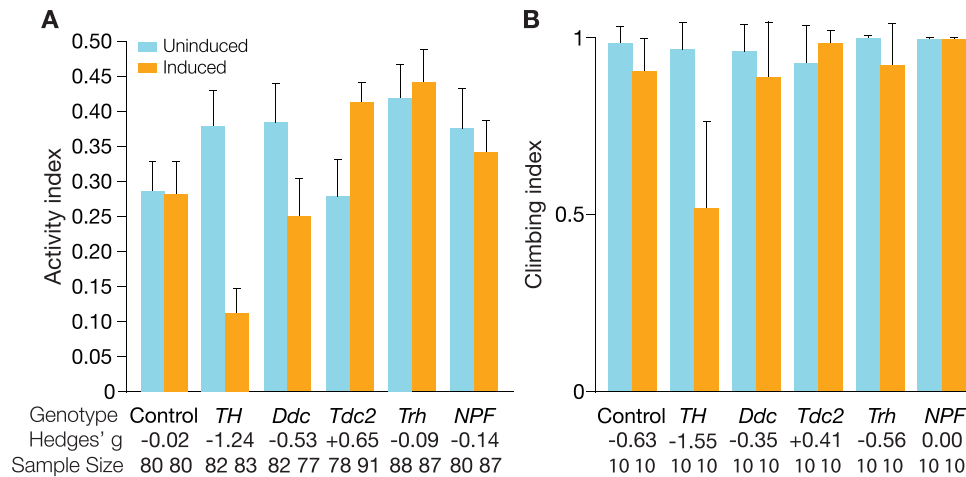 A
B
0.50
0.45
0.40
0.35
0.30
0.25
0.20
0.15
0.10
0.05
0
Activity index
Uninduced
Induced
1
0.5
0
Climbing index
Genotype Control TH Ddc Tdc2 Trh NPF
Hedges' g -0.02 -1.24 -0.53 +0.65 -0.09 -0.14
Sample Size 80 80 82 83 82 77 78 91 88 87 80 87
Control TH Ddc Tdc2 Trh NPF
-0.63 -1.55 -0.35 +0.41 -0.56 0.00
10 10 10 10 10 10 10 10 10 10 10 10